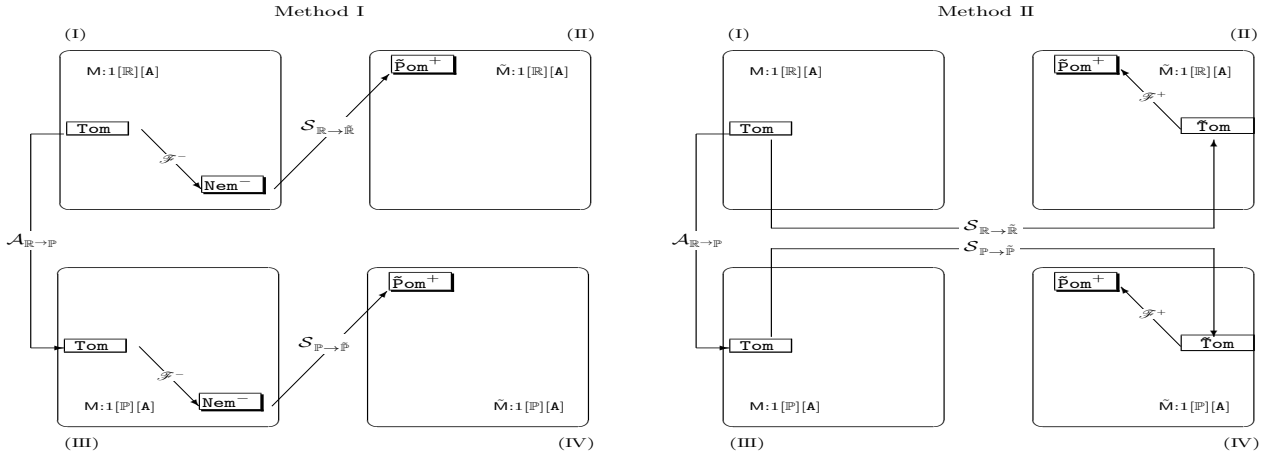 Method I
(I) (II)
M:1[ℝ][A]
P̃om⁺
M̃:1[ℝ][A]
Tom
𝒮ℝ→ℝ̃
ℱ⁻
Nem⁻
𝒜ℝ→ℙ
P̃om⁺
Tom
𝒮ℙ→ℙ̃
ℱ⁻
Nem⁻
M:1[ℙ][A]
M̃:1[ℙ][A]
(III) (IV)
Method II
(I) (II)
M:1[ℝ][A]
P̃om⁺
M̃:1[ℝ][A]
ℱ⁺
Tom
T̃om
𝒮ℝ→ℝ̃
𝒜ℝ→ℙ
𝒮ℙ→ℙ̃
P̃om⁺
ℱ⁺
Tom
T̃om
M:1[ℙ][A]
M̃:1[ℙ][A]
(III) (IV)